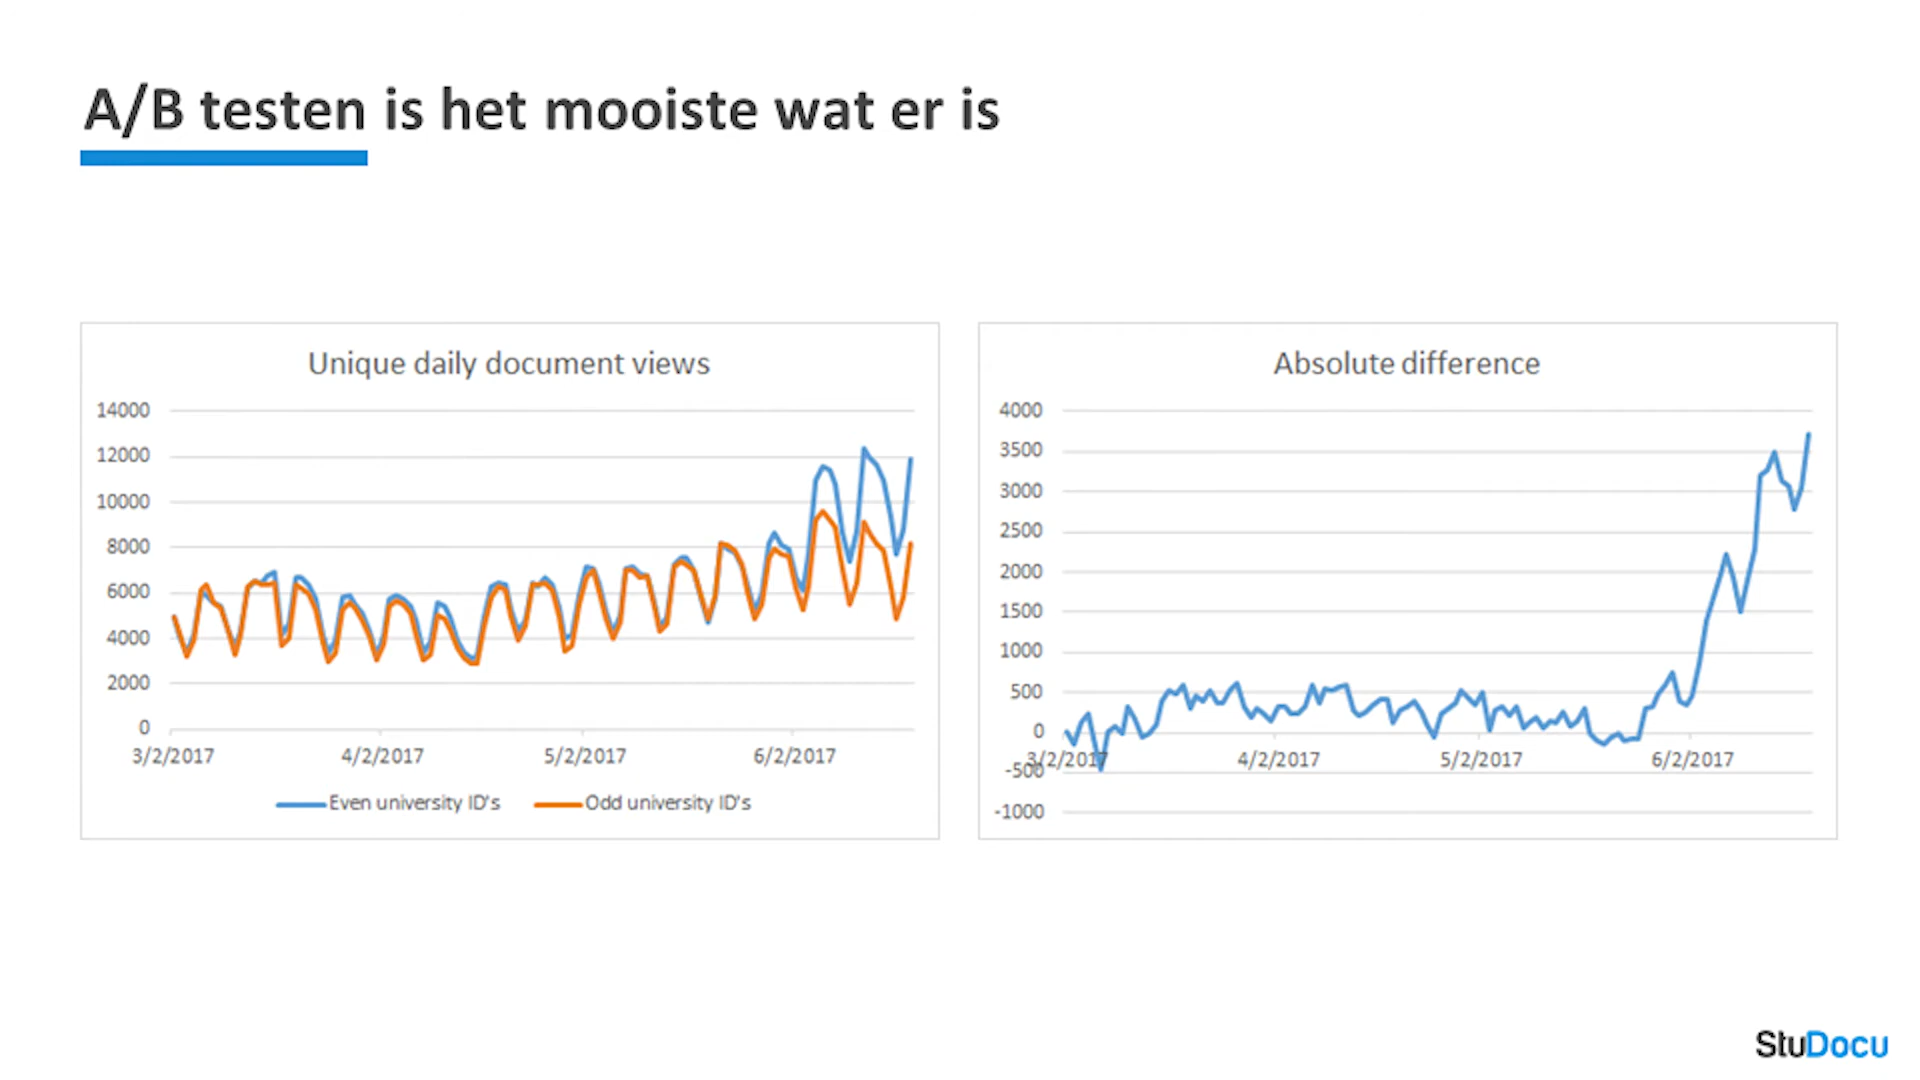 A/B testen is het mooiste wat er is
Unique daily document views
14000
12000
10000
8000
6000
4000
2000
0
3/2/2017 4/2/2017 5/2/2017 6/2/2017
Even university ID's Odd university ID's
Absolute difference
4000
3500
3000
2500
2000
1500
1000
500
0
3/2/2017 4/2/2017 5/2/2017 6/2/2017
-500
-1000
StuDocu